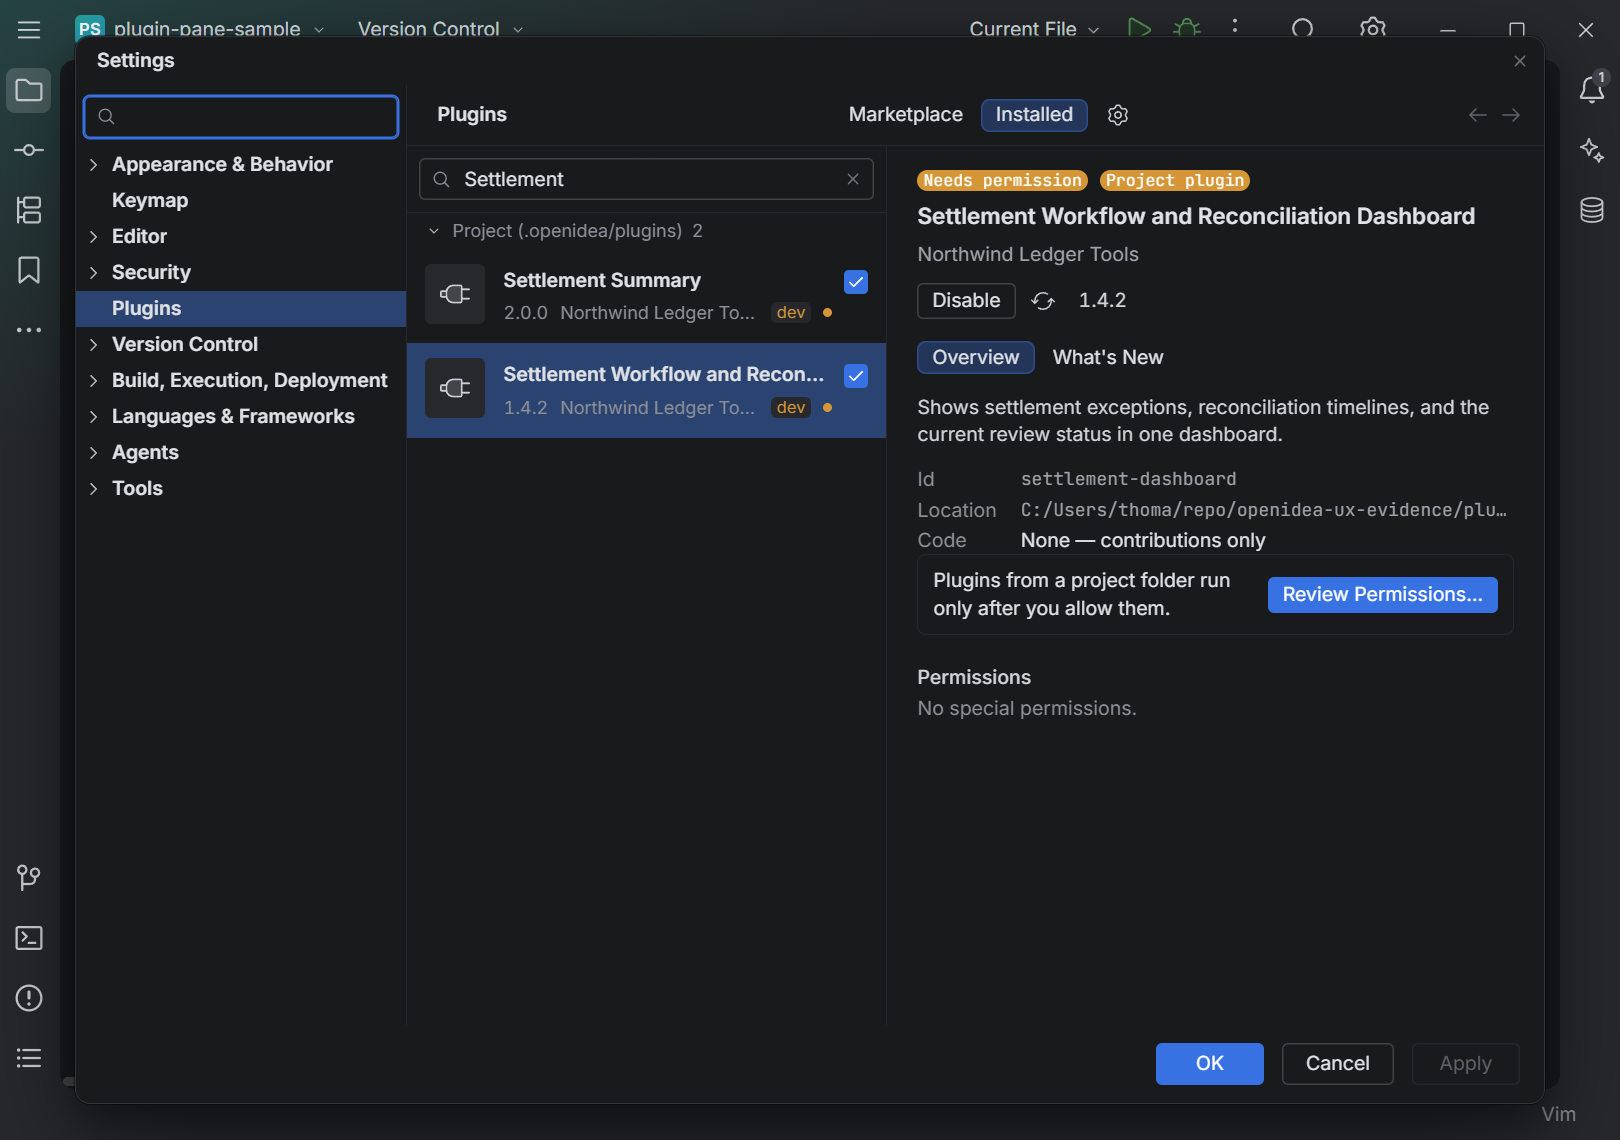 PS plugin-pane-sample Version Control Current File
Settings
1
Plugins Marketplace Installed
Appearance & Behavior
Keymap
Editor
Security
Plugins
Version Control
Build, Execution, Deployment
Languages & Frameworks
Agents
Tools
Settlement
Project (.openidea/plugins) 2
Settlement Summary
2.0.0 Northwind Ledger To... dev
Settlement Workflow and Recon...
1.4.2 Northwind Ledger To... dev
Needs permission Project plugin
Settlement Workflow and Reconciliation Dashboard
Northwind Ledger Tools
Disable 1.4.2
Overview What's New
Shows settlement exceptions, reconciliation timelines, and the
current review status in one dashboard.
Id settlement-dashboard
Location C:/Users/thoma/repo/openidea-ux-evidence/plu…
Code None — contributions only
Plugins from a project folder run
only after you allow them.
Review Permissions...
Permissions
No special permissions.
OK Cancel Apply
Vim